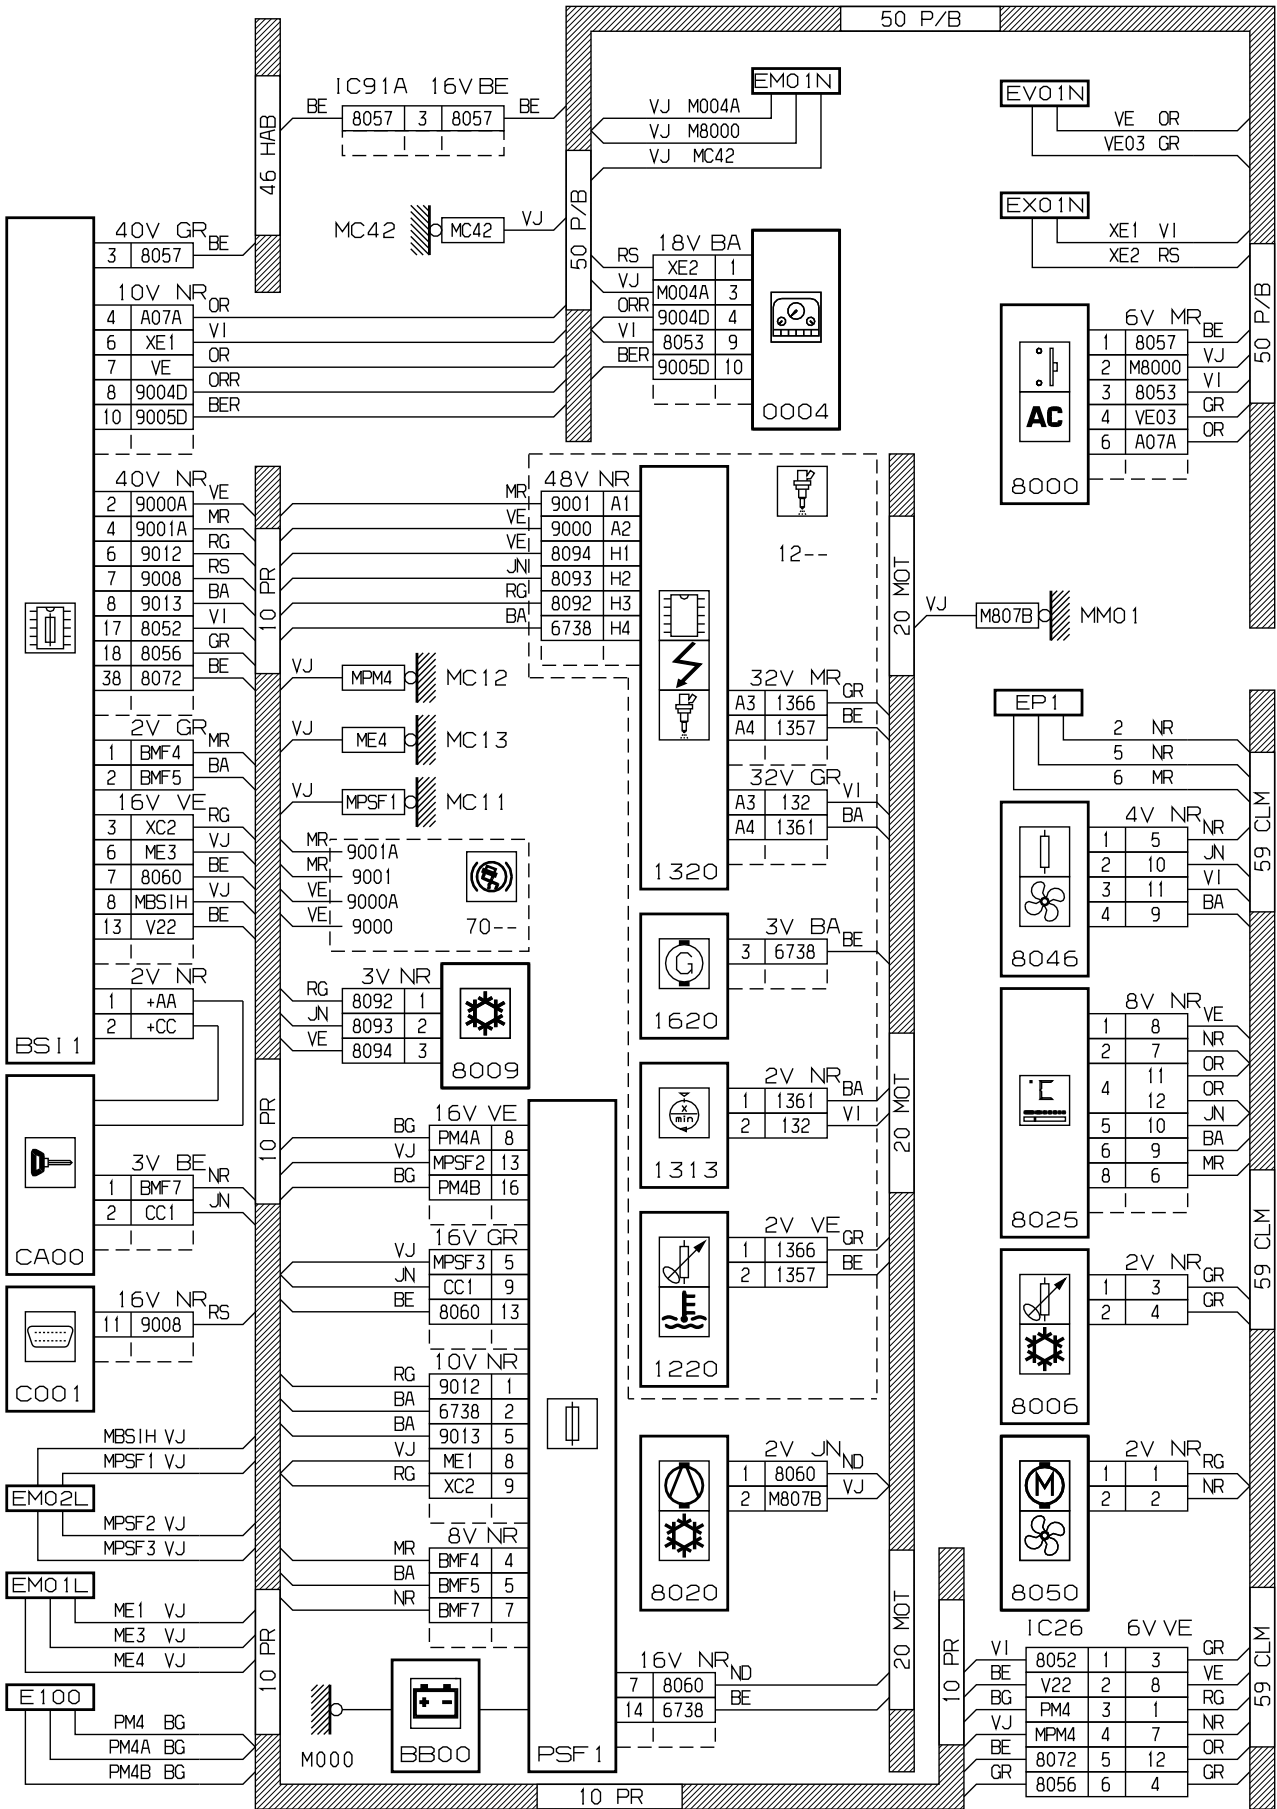 50 P/B
46 HAB
IC91A 16V BE
BE 8057 3 8057 BE
EM01N
VJ M004A
VJ M8000
VJ MC42
EV01N
VE OR
VE03 GR
MC42 MC42 VJ
50 P/B
EX01N
XE1 VI
XE2 RS
50 P/B
BSI1
40V GR
3 8057 BE
10V NR
4 A07A OR
6 XE1 VI
7 VE OR
8 9004D ORR
10 9005D BER
18V BA
RS XE2 1
VJ M004A 3
ORR 9004D 4
VI 8053 9
BER 9005D 10
0004
6V MR
1 8057 BE
2 M8000 VJ
3 8053 VI
4 VE03 GR
6 A07A OR
AC
8000
40V NR
2 9000A VE
4 9001A MR
6 9012 RG
7 9008 RS
8 9013 BA
17 8052 VI
18 8056 GR
38 8072 BE
2V GR
1 BMF4 MR
2 BMF5 BA
16V VE
3 XC2 RG
6 ME3 VJ
7 8060 BE
8 MBSIH VJ
13 V22 BE
2V NR
1 +AA
2 +CC
10 PR
48V NR
MR 9001 A1
VE 9000 A2
VE 8094 H1
JN 8093 H2
RG 8092 H3
BA 6738 H4
12--
32V MR
A3 1366 GR
A4 1357 BE
32V GR
A3 132 VI
A4 1361 BA
1320
20 MOT
VJ M807B MM01
VJ MPM4 MC12
VJ ME4 MC13
VJ MPSF1 MC11
MR 9001A
MR 9001
VE 9000A
VE 9000
70--
3V NR
RG 8092 1
JN 8093 2
VE 8094 3
8009
3V BA
3 6738 BE
G
1620
2V NR
1 1361 BA
2 132 VI
x
min
1313
20 MOT
2V VE
1 1366 GR
2 1357 BE
1220
EP1
2 NR
5 NR
6 MR
59 CLM
4V NR
1 5 NR
2 10 JN
3 11 VI
4 9 BA
8046
8V NR
1 8 VE
2 7 NR
4 11 OR
12 OR
5 10 JN
6 9 BA
8 6 MR
°C
8025
59 CLM
2V NR
1 3 GR
2 4 GR
8006
2V NR
1 1 RG
2 2 NR
M
8050
10 PR
3V BE
1 BMF7 NR
2 CC1 JN
CA00
16V NR
11 9008 RS
C001
MBSIH VJ
MPSF1 VJ
EM02L
MPSF2 VJ
MPSF3 VJ
EM01L
ME1 VJ
ME3 VJ
ME4 VJ
E100
PM4 BG
PM4A BG
PM4B BG
10 PR
16V VE
BG PM4A 8
VJ MPSF2 13
BG PM4B 16
16V GR
VJ MPSF3 5
JN CC1 9
BE 8060 13
10V NR
RG 9012 1
BA 6738 2
BA 9013 5
VJ ME1 8
RG XC2 9
8V NR
MR BMF4 4
BA BMF5 5
NR BMF7 7
16V NR
7 8060 ND
14 6738 BE
PSF1
+ -
BB00
M000
2V JN
1 8060 ND
2 M807B VJ
8020
20 MOT
10 PR
IC26 6V VE
VI 8052 1 3 GR
BE V22 2 8 VE
BG PM4 3 1 RG
VJ MPM4 4 7 NR
BE 8072 5 12 OR
GR 8056 6 4 GR
59 CLM
10 PR